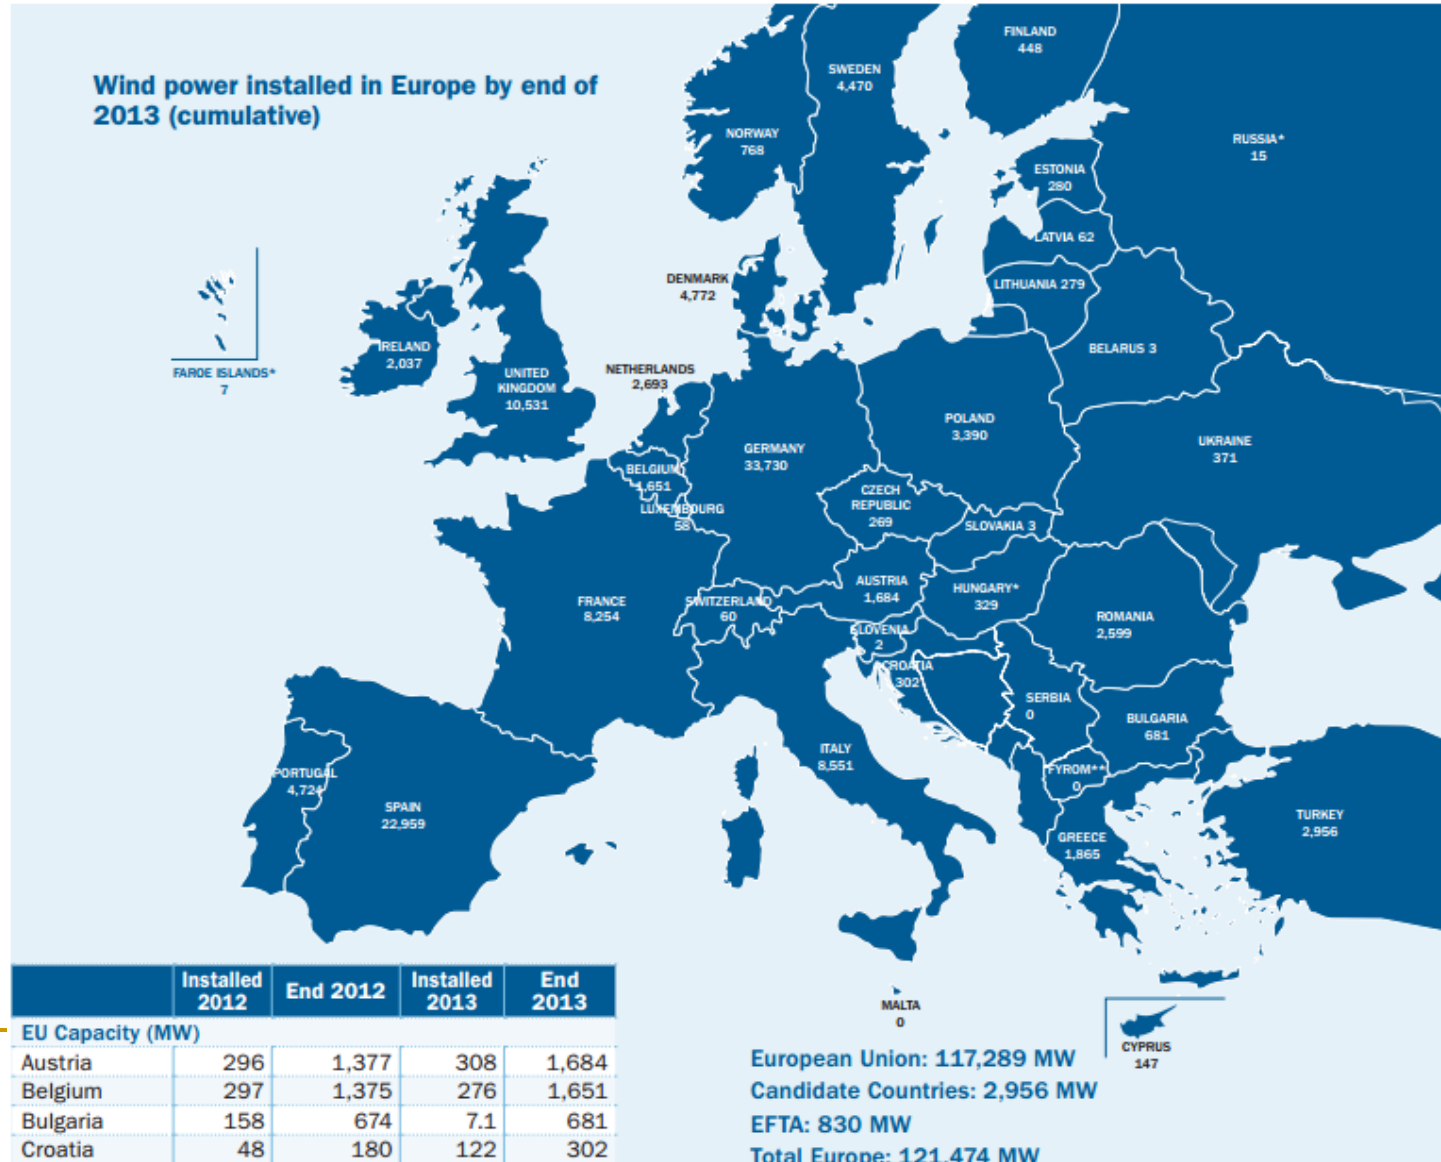 Wind power installed in Europe by end of
2013 (cumulative)
FINLAND
448
SWEDEN
4,470
NORWAY
768
RUSSIA*
15
ESTONIA
280
LATVIA 62
LITHUANIA 279
DENMARK
4,772
BELARUS 3
FAROE ISLANDS*
7
IRELAND
2,037
UNITED
KINGDOM
10,531
NETHERLANDS
2,693
POLAND
3,390
GERMANY
33,730
UKRAINE
371
BELGIUM
1,651
LUXEMBOURG
58
CZECH
REPUBLIC
269
SLOVAKIA 3
AUSTRIA
1,684
HUNGARY*
329
FRANCE
8,254
SWITZERLAND
60
ROMANIA
2,599
SLOVENIA
2
CROATIA
302
SERBIA
0
BULGARIA
681
ITALY
8,551
FYROM**
0
PORTUGAL
4,724
SPAIN
22,959
TURKEY
2,956
GREECE
1,865
MALTA
0
CYPRUS
147
Installed 2012 End 2012 Installed 2013 End 2013
EU Capacity (MW)
Austria 296 1,377 308 1,684
Belgium 297 1,375 276 1,651
Bulgaria 158 674 7.1 681
Croatia 48 180 122 302
European Union: 117,289 MW
Candidate Countries: 2,956 MW
EFTA: 830 MW
Total Europe: 121,474 MW